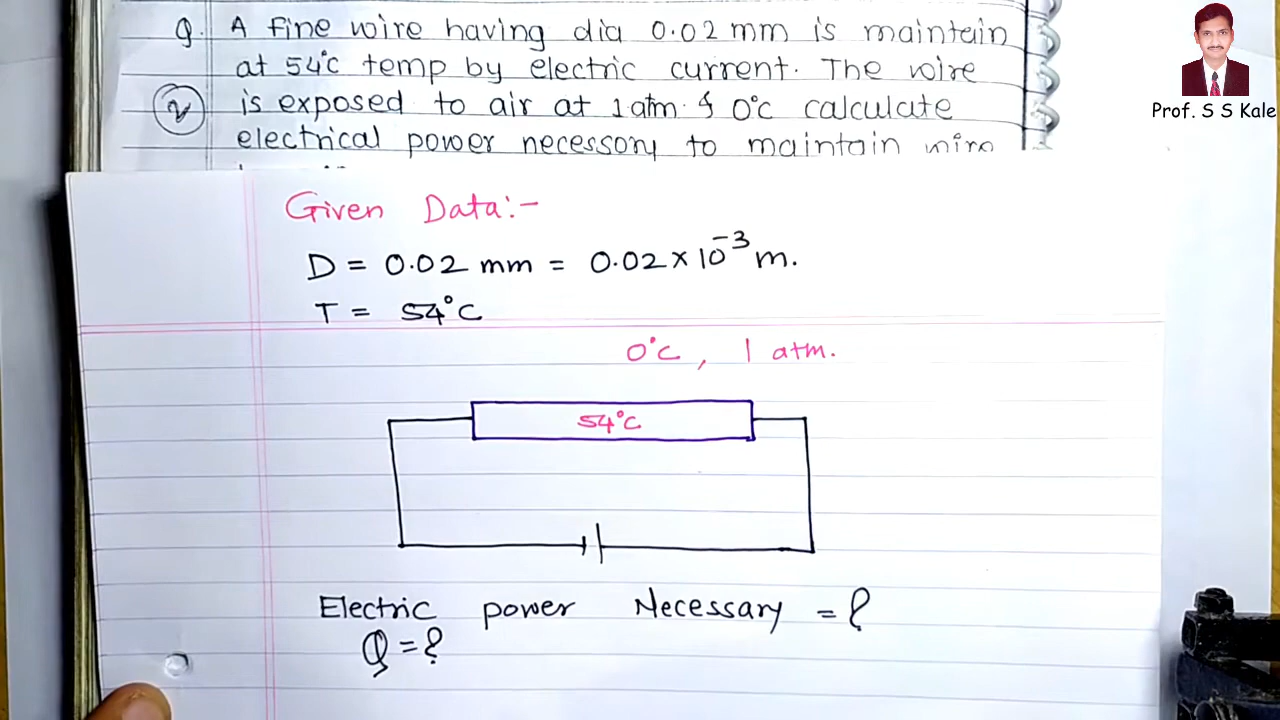 Q. A fine wire having dia 0.02 mm is maintain
at 54°C temp by electric current. The wire
is exposed to air at 1 atm & 0°C calculate
electrical power necessory to maintain wire
Prof. S S Kale
Given Data:-
D = 0.02 mm = 0.02 × 10⁻³ m.
T = 54°C
0°C, 1 atm.
54°C
Electric power Necessary = ?
Q = ?